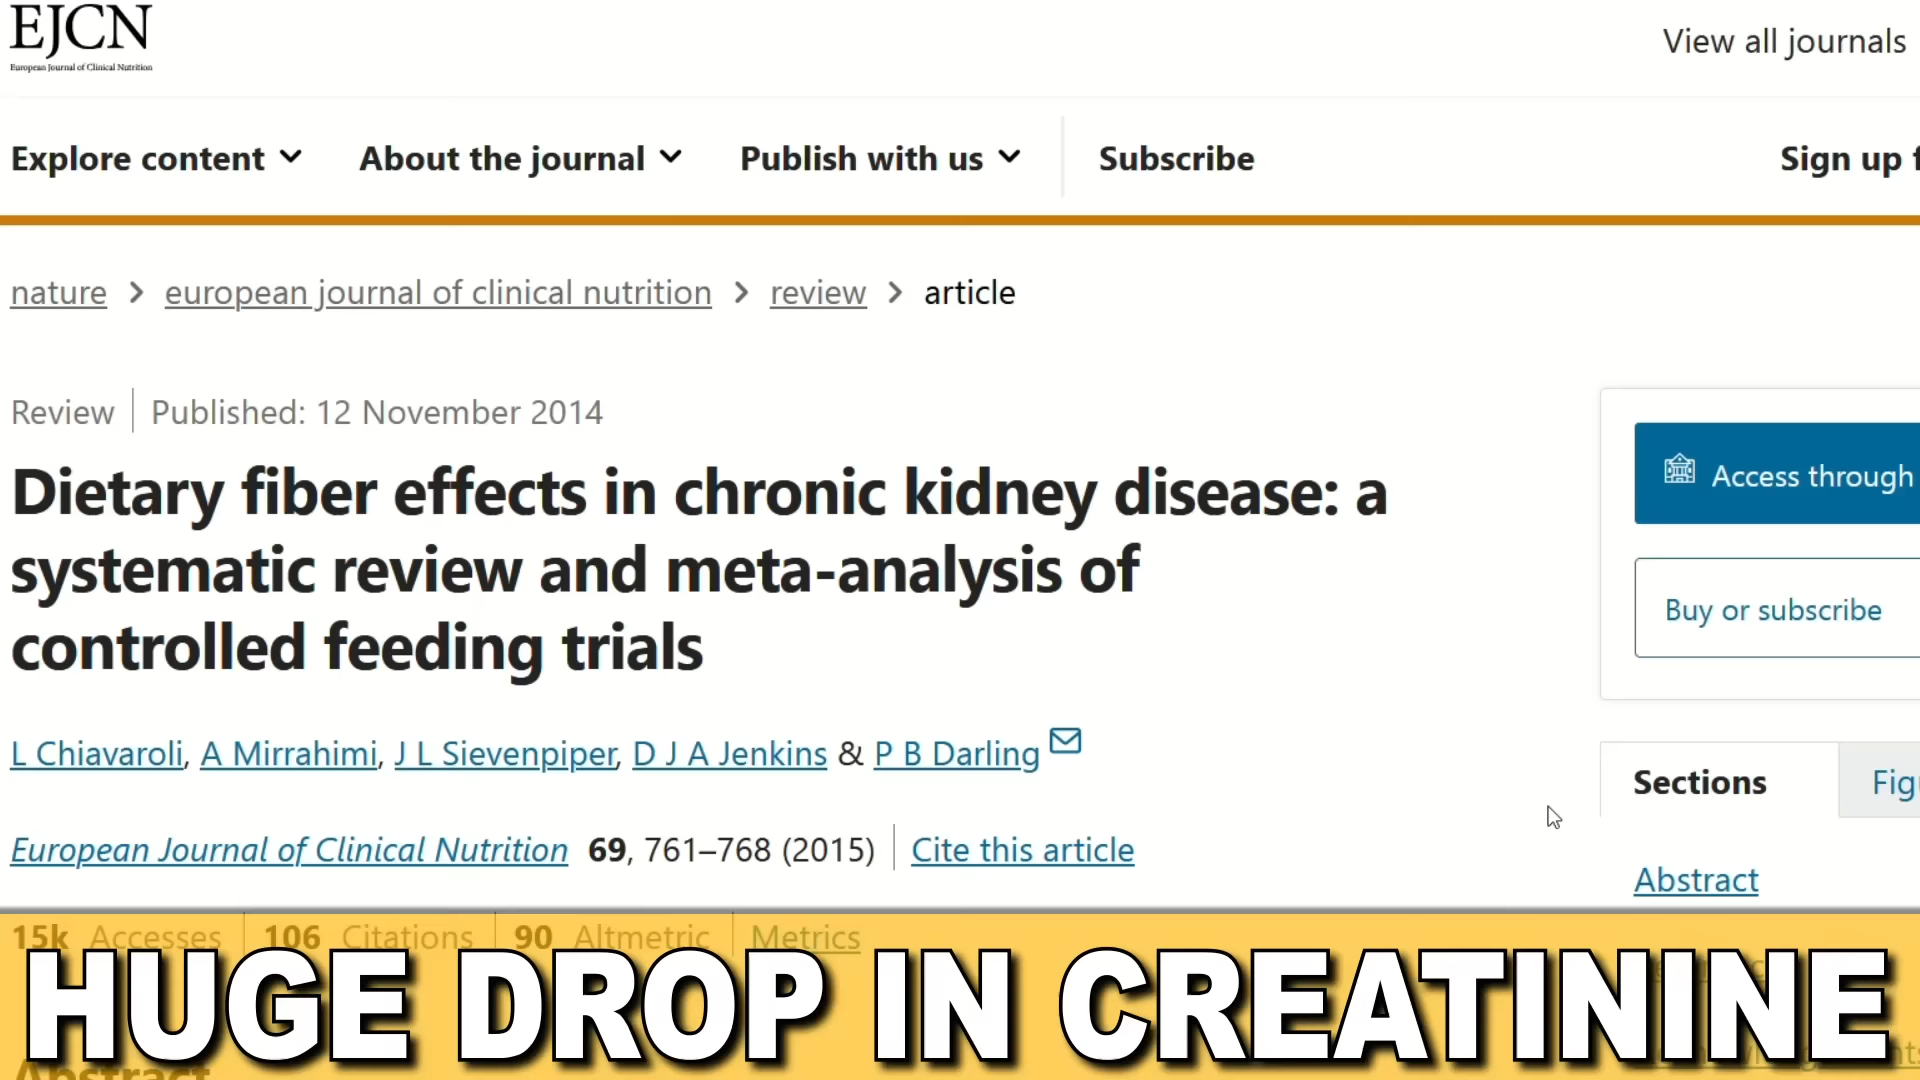 EJCN
European Journal of Clinical Nutrition
View all journals
Explore content
About the journal
Publish with us
Subscribe
Sign up
nature > european journal of clinical nutrition > review > article
Review | Published: 12 November 2014
Dietary fiber effects in chronic kidney disease: a
systematic review and meta-analysis of
controlled feeding trials
L Chiavaroli, A Mirrahimi, J L Sievenpiper, D J A Jenkins & P B Darling
European Journal of Clinical Nutrition 69, 761–768 (2015) | Cite this article
Access through
Buy or subscribe
Sections
Abstract
15k Accesses | 106 Citations | 90 Altmetric | Metrics
HUGE DROP IN CREATININE
Abstract